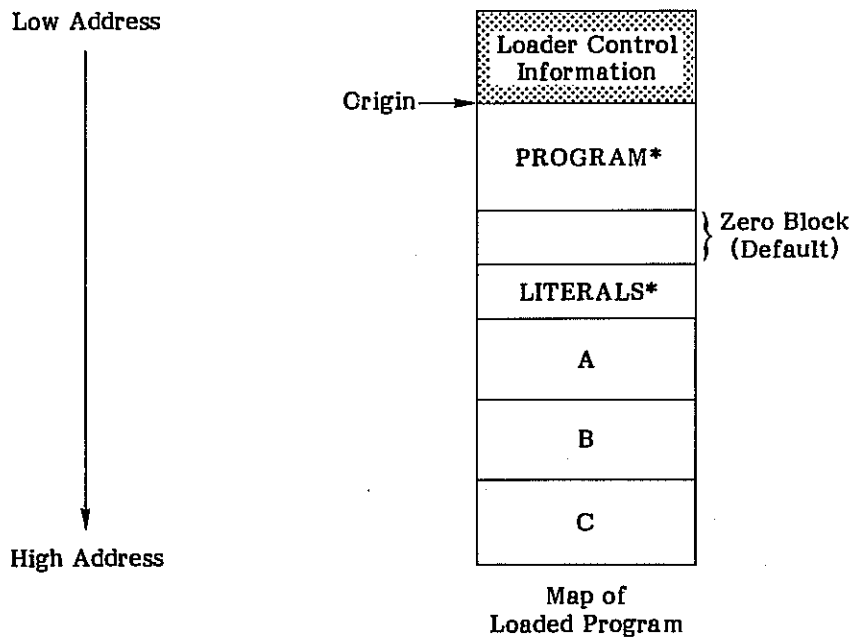 Low Address
Loader Control
Information
Origin
PROGRAM*
Zero Block
(Default)
LITERALS*
A
B
C
High Address
Map of
Loaded Program